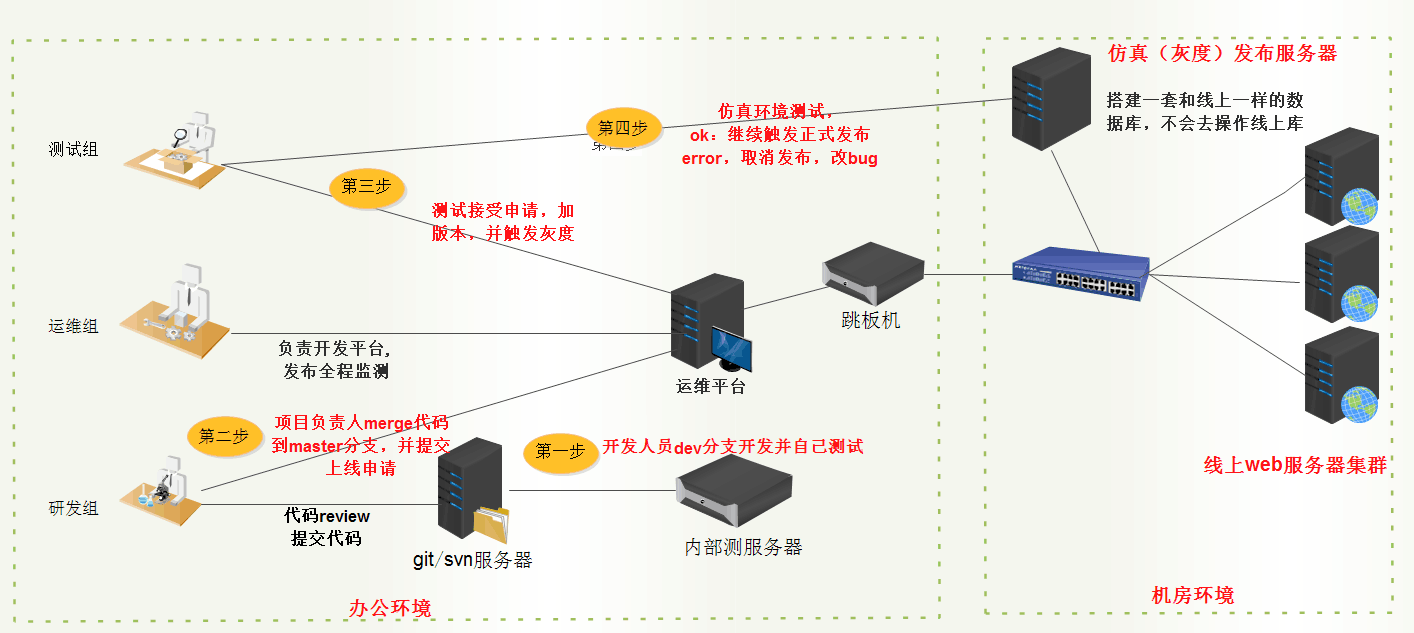 仿真（灰度）发布服务器
搭建一套和线上一样的数
据库，不会去操作线上库
第四步
仿真环境测试，
ok：继续触发正式发布
error，取消发布，改bug
测试组
第三步
测试接受申请，加
版本，并触发灰度
跳板机
运维组
负责开发平台，
发布全程监测
运维平台
第二步
项目负责人merge代码
到master分支，并提交
上线申请
第一步
开发人员dev分支开发并自己测试
线上web服务器集群
研发组
代码review
提交代码
git/svn服务器
内部测服务器
办公环境
机房环境